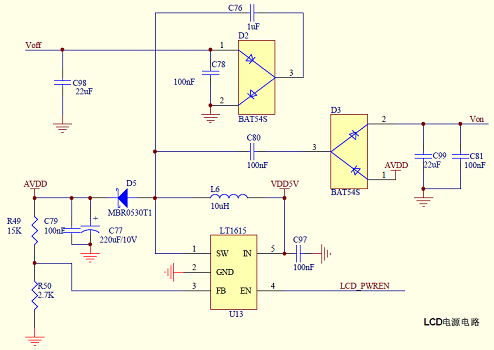 C76
1uF
Voff
D2
1
C78
100nF
3
C98
22uF
2
BAT54S
D3
C80
100nF
3
2
Von
BAT54S
AVDD
1
C99
22uF
C81
100nF
AVDD
D5
MBR0530T1
L6
10uH
VDD5V
R49
15K
C79
100nF
C77
220uF/10V
LT1615
1
SW
IN
5
C97
100nF
2
GND
3
FB
EN
4
LCD_PWREN
U13
R50
2.7K
LCD电源电路